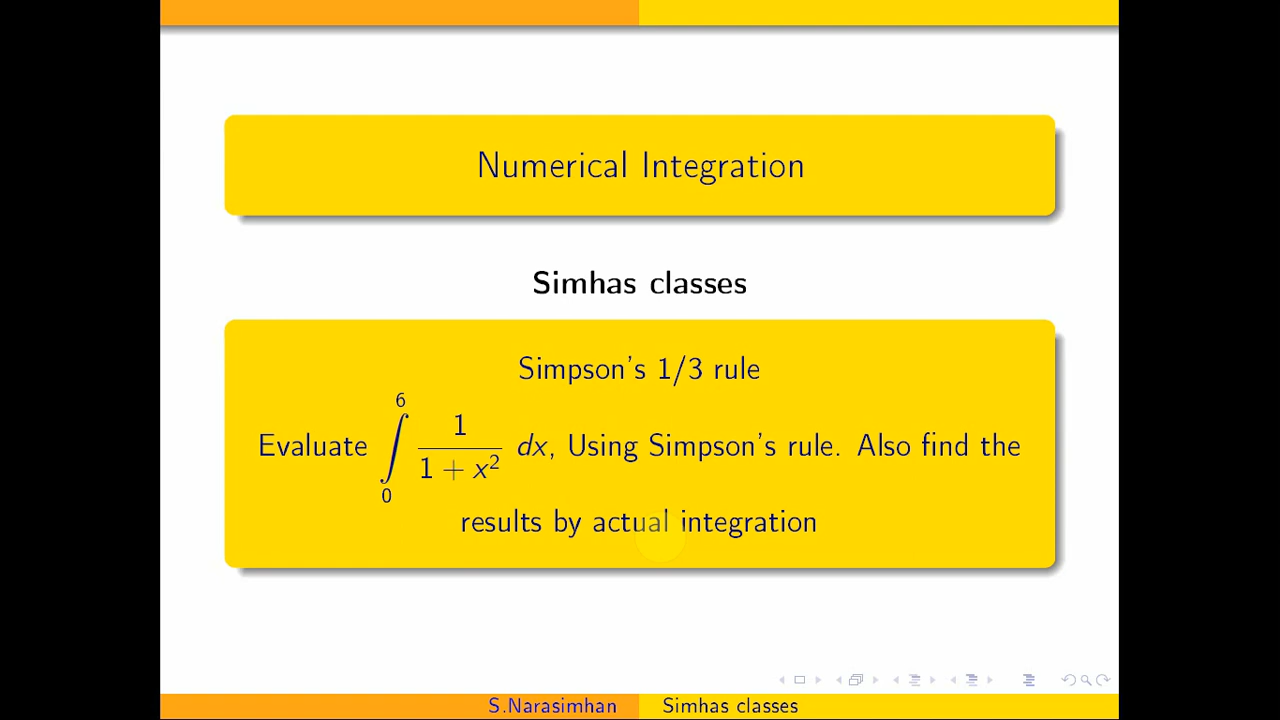 Numerical Integration
Simhas classes
Simpson's 1/3 rule
Evaluate ∫₀⁶ 1/(1 + x²) dx, Using Simpson's rule. Also find the
results by actual integration
S.Narasimhan Simhas classes